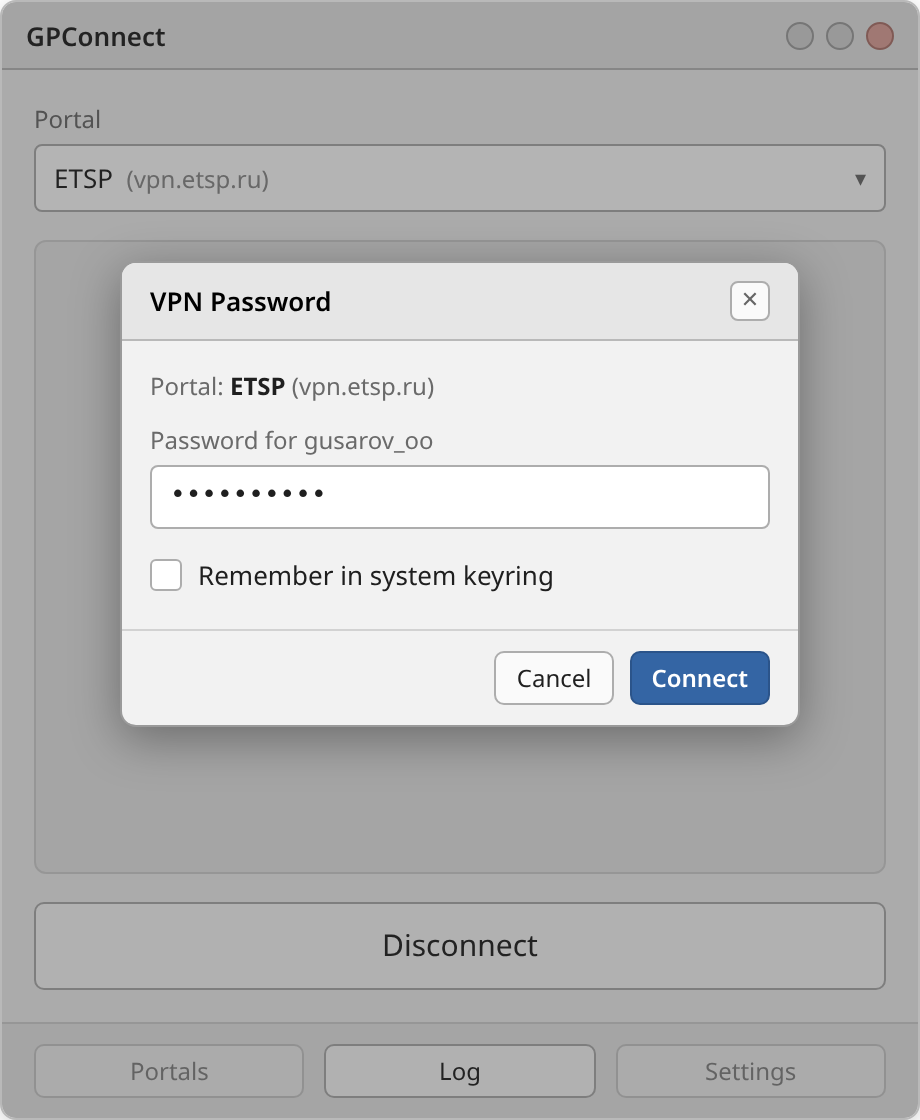 GPConnect
Portal
ETSP (vpn.etsp.ru)
VPN Password
Portal: ETSP (vpn.etsp.ru)
Password for gusarov_oo
••••••••••
Remember in system keyring
Cancel Connect
Disconnect
Portals Log Settings